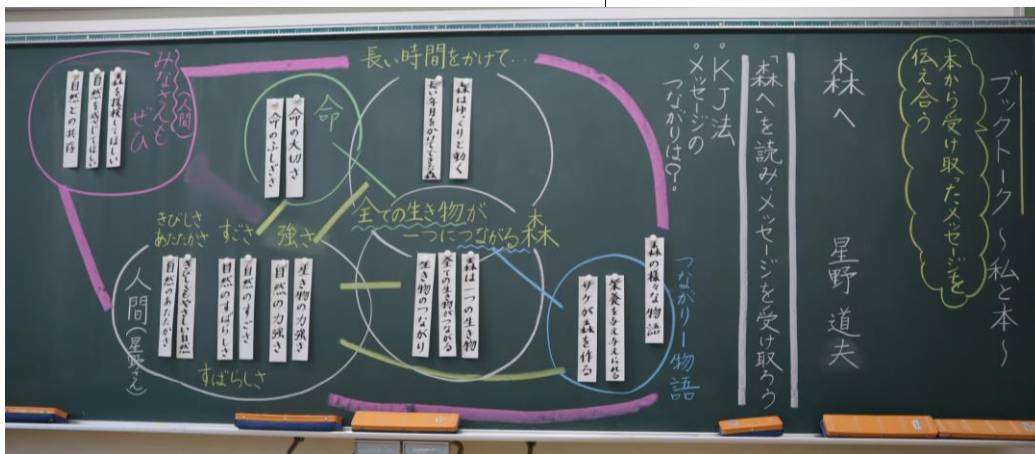 ブックトーク～私と本～
本から受け取ったメッセージを
伝え合う
森へ 星野道夫
「森へ」を読み、メッセージを受け取ろう
・KJ法
・メッセージの
つながりは?
長い時間をかけて…
森はゆっくりと動く
長い年月をかけてできた森
命
命の大切さ
命のふしぎさ
みなさんも
(人間)
ぜひ
森を探検してほしい
自然を感じてほしい
自然との共存
全ての生き物が
一つにつながる森
森は一つの生き物
全ての生き物がつながる
生き物のつながり
つながり―物語
森の様々な物語
栄養を与え与えられる
サケが森を作る
強さ
すごさ
きびしさ
あたたかさ
生き物の力強さ
自然の力強さ
自然のすごさ
自然のすばらしさ
きびしくもやさしい自然
自然のあたたかさ
人間(星野さん)
すばらしさ